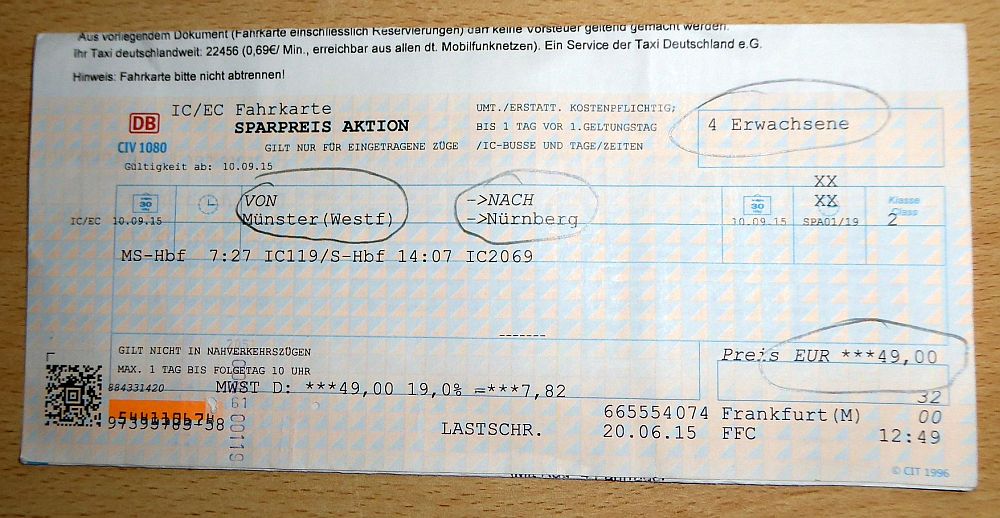 Aus vorliegendem Dokument (Fahrkarte einschliesslich Reservierungen) darf keine Vorsteuer geltend gemacht werden.
Ihr Taxi deutschlandweit: 22456 (0,69€/ Min., erreichbar aus allen dt. Mobilfunknetzen). Ein Service der Taxi Deutschland e.G.
Hinweis: Fahrkarte bitte nicht abtrennen!
DB
CIV 1080
IC/EC Fahrkarte
SPARPREIS AKTION
GILT NUR FÜR EINGETRAGENE ZÜGE /IC-BUSSE UND TAGE/ZEITEN
UMT./ERSTATT. KOSTENPFLICHTIG;
BIS 1 TAG VOR 1.GELTUNGSTAG
4 Erwachsene
Gültigkeit ab: 10.09.15
XX
30 VON ->NACH 30 XX Klasse
Class
IC/EC 10.09.15 Münster(Westf) ->Nürnberg 10.09.15 SPA01/19 2
MS-Hbf 7:27 IC119/S-Hbf 14:07 IC2069
-------
GILT NICHT IN NAHVERKEHRSZÜGEN
MAX. 1 TAG BIS FOLGETAG 10 UHR
Preis EUR ***49,00
884331420
MWST D: ***49,00 19,0% =***7,82
32
665554074 Frankfurt(M) 00
LASTSCHR. 20.06.15 FFC 12:49
© CIT 1996